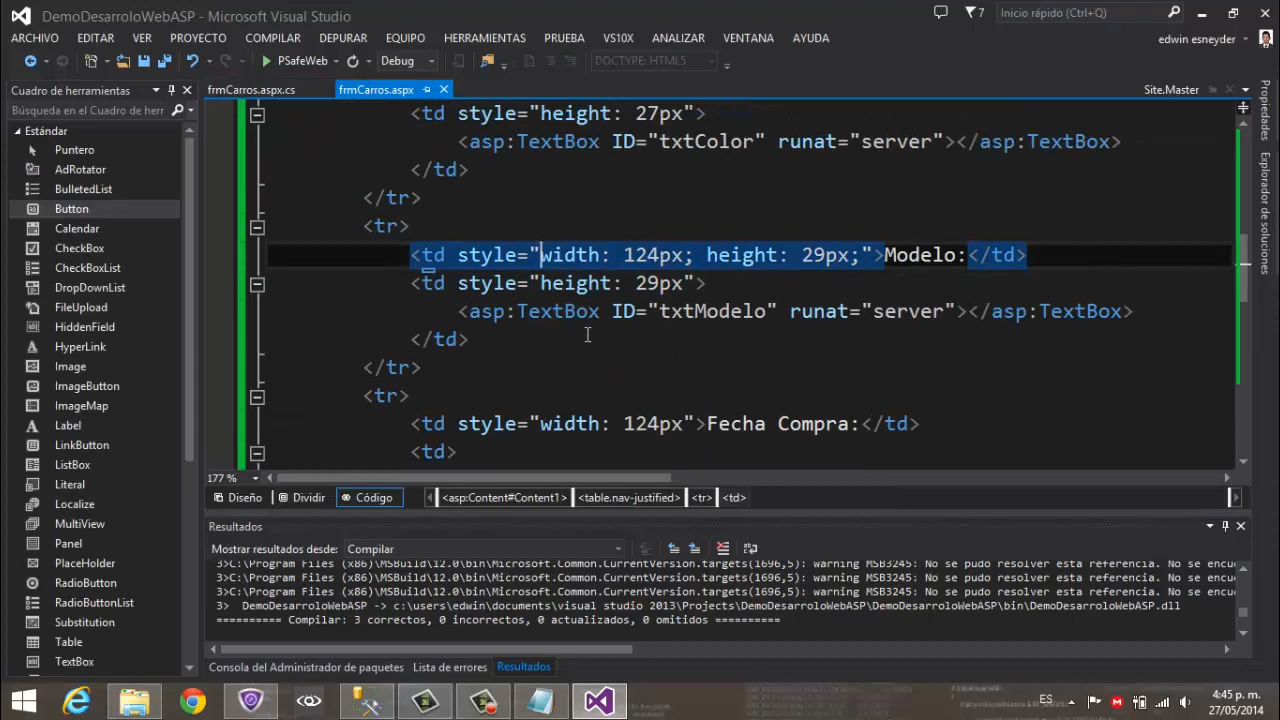 DemoDesarroloWebASP - Microsoft Visual Studio
7
Inicio rápido (Ctrl+Q)
ARCHIVO EDITAR VER PROYECTO COMPILAR DEPURAR EQUIPO HERRAMIENTAS PRUEBA VS10X ANALIZAR VENTANA AYUDA
edwin esneyder
PSafeWeb Debug DOCTYPE: HTML5
Cuadro de herramientas
frmCarros.aspx.cs frmCarros.aspx Site.Master
Búsqueda en el Cuadro de herr
Estándar
Puntero
AdRotator
BulletedList
Button
Calendar
CheckBox
CheckBoxList
DropDownList
FileUpload
HiddenField
HyperLink
Image
ImageButton
ImageMap
Label
LinkButton
ListBox
Literal
Localize
MultiView
Panel
PlaceHolder
RadioButton
RadioButtonList
Substitution
Table
TextBox
<td style="height: 27px">
<asp:TextBox ID="txtColor" runat="server"></asp:TextBox>
</td>
</tr>
<tr>
<td style="width: 124px; height: 29px;">Modelo:</td>
<td style="height: 29px">
<asp:TextBox ID="txtModelo" runat="server"></asp:TextBox>
</td>
</tr>
<tr>
<td style="width: 124px">Fecha Compra:</td>
<td>
177 %
Diseño Dividir Código <asp:Content#Content1> <table.nav-justified> <tr> <td>
Propiedades
Explorador de soluciones
Resultados
Mostrar resultados desde: Compilar
3>C:\Program Files (x86)\MSBuild\12.0\bin\Microsoft.Common.CurrentVersion.targets(1696,5): warning MSB3245: No se pudo resolver esta referencia. No se encue
3>C:\Program Files (x86)\MSBuild\12.0\bin\Microsoft.Common.CurrentVersion.targets(1696,5): warning MSB3245: No se pudo resolver esta referencia. No se encue
3>C:\Program Files (x86)\MSBuild\12.0\bin\Microsoft.Common.CurrentVersion.targets(1696,5): warning MSB3245: No se pudo resolver esta referencia. No se encue
3> DemoDesarroloWebASP -> c:\users\edwin\documents\visual studio 2013\Projects\DemoDesarroloWebASP\DemoDesarroloWebASP\bin\DemoDesarroloWebASP.dll
========== Compilar: 3 correctos, 0 incorrectos, 0 actualizados, 0 omitidos ==========
Consola del Administrador de paquetes Lista de errores Resultados
ES
4:45 p. m.
27/05/2014